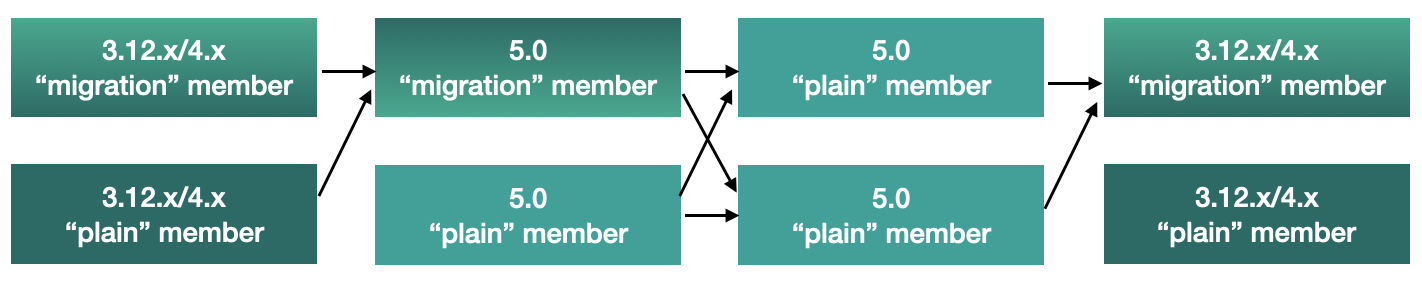 3.12.x/4.x
“migration” member
5.0
“migration” member
5.0
“plain” member
3.12.x/4.x
“migration” member
3.12.x/4.x
“plain” member
5.0
“plain” member
5.0
“plain” member
3.12.x/4.x
“plain” member